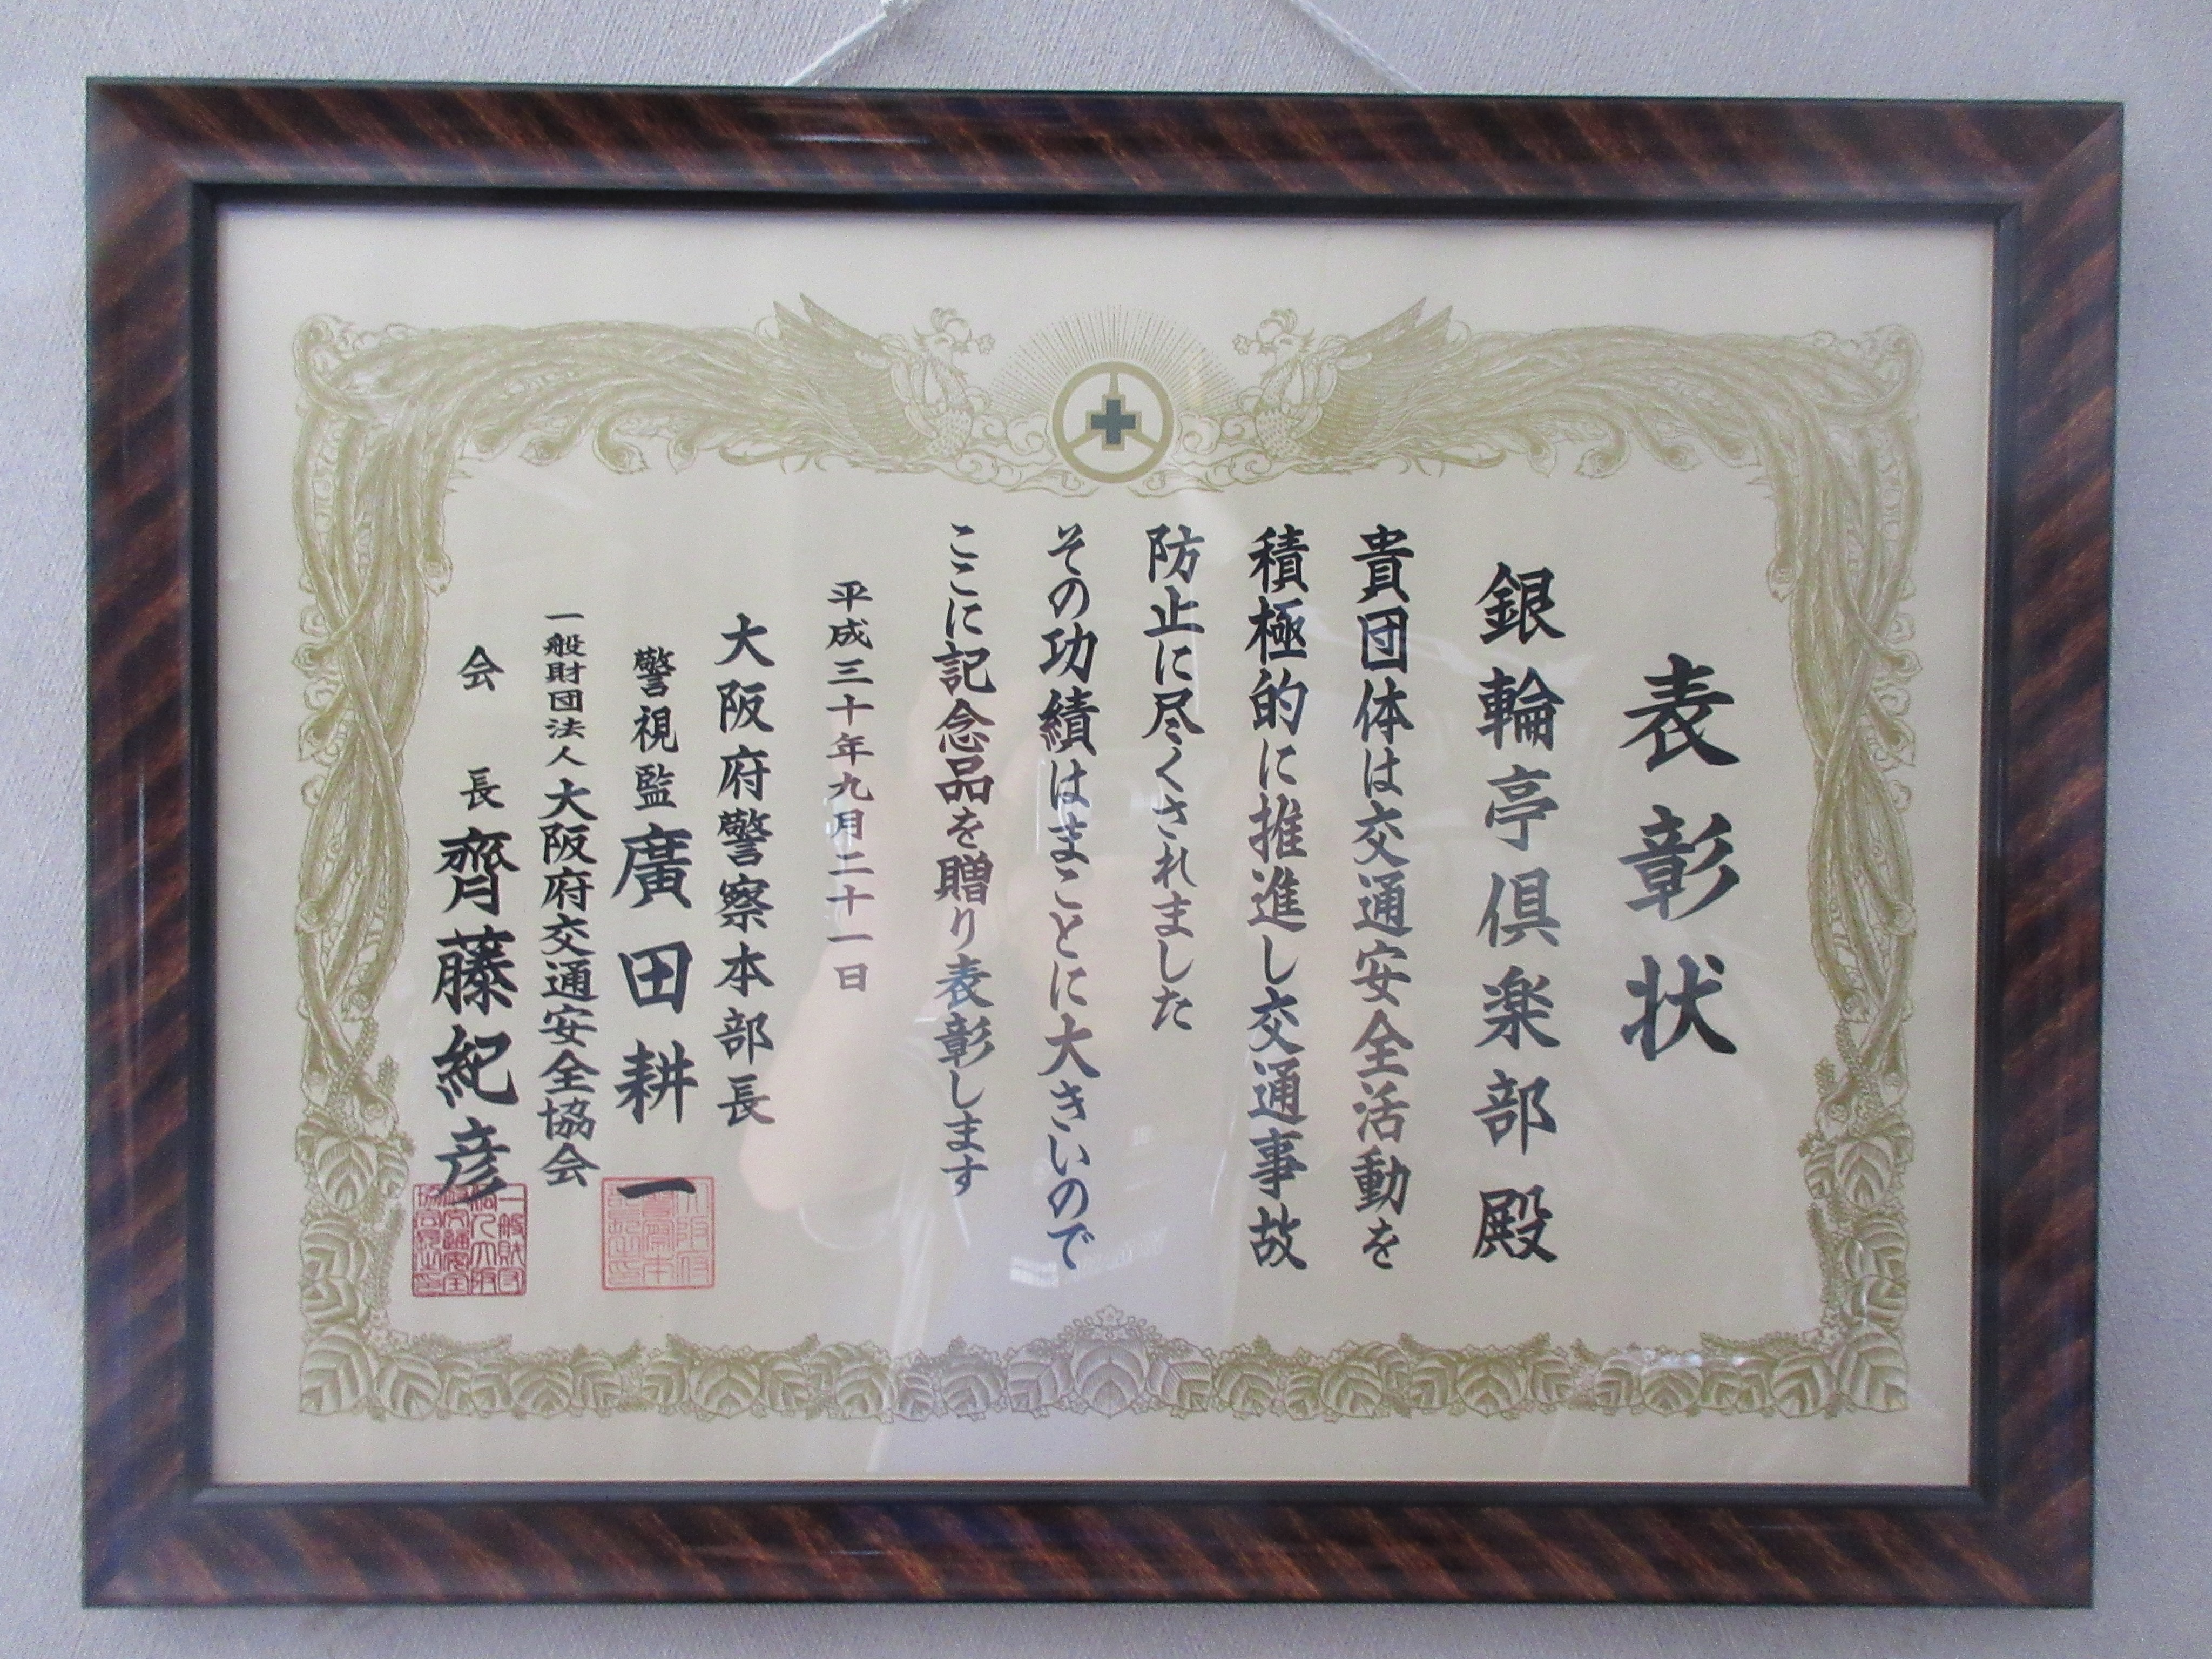 表彰状
銀輪亭倶楽部殿
貴団体は交通安全活動を
積極的に推進し交通事故
防止に尽くされました
その功績はまことに大きいので
ここに記念品を贈り表彰します
平成三十年九月二十一日
大阪府警察本部長
警視監 廣田耕一
一般財団法人大阪府交通安全協会
会長 齊藤紀彦